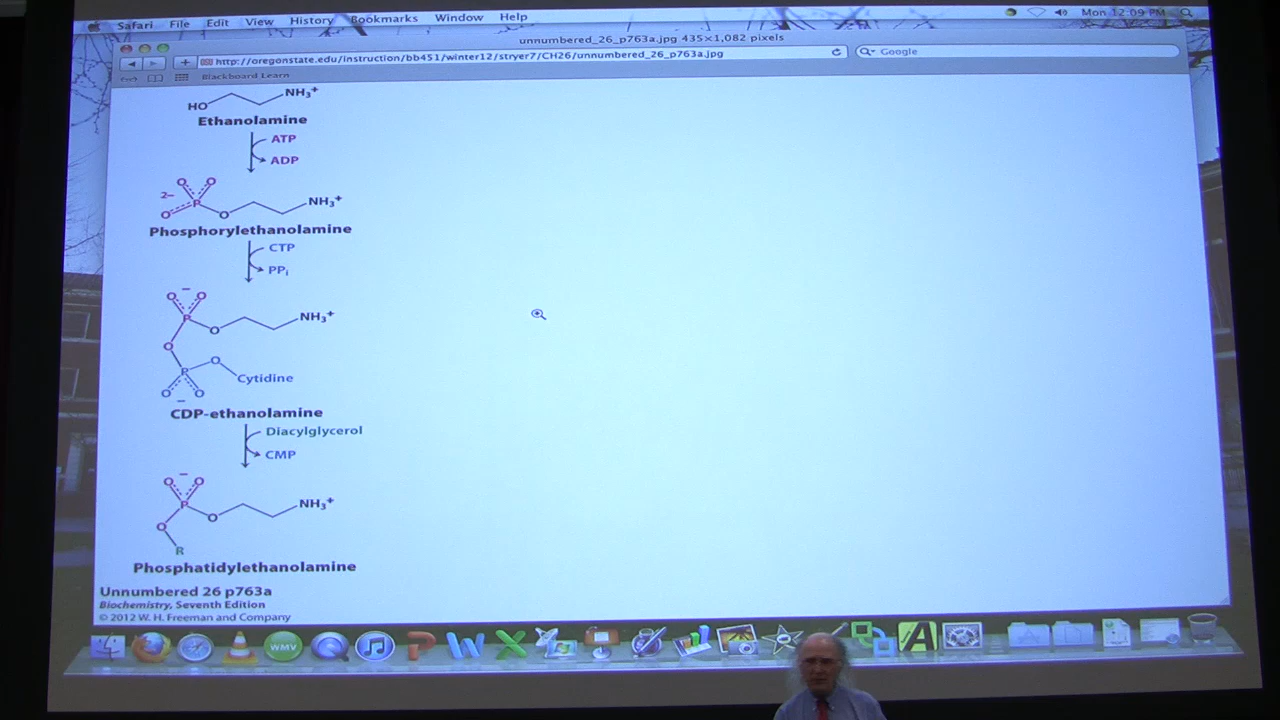 Safari File Edit View History Bookmarks Window Help Mon 12:09 PM
unnumbered_26_p763a.jpg 435×1,082 pixels
http://oregonstate.edu/instruction/bb451/winter12/stryer7/CH26/unnumbered_26_p763a.jpg Google
Blackboard Learn
HO NH₃⁺
Ethanolamine
ATP
ADP
2− O O
P O O NH₃⁺
Phosphorylethanolamine
CTP
PPᵢ
− O O
P O NH₃⁺
O
P O
Cytidine
O O −
CDP-ethanolamine
Diacylglycerol
CMP
− O O
P O NH₃⁺
O
R
Phosphatidylethanolamine
Unnumbered 26 p763a
Biochemistry, Seventh Edition
© 2012 W. H. Freeman and Company
WMV
P W X A